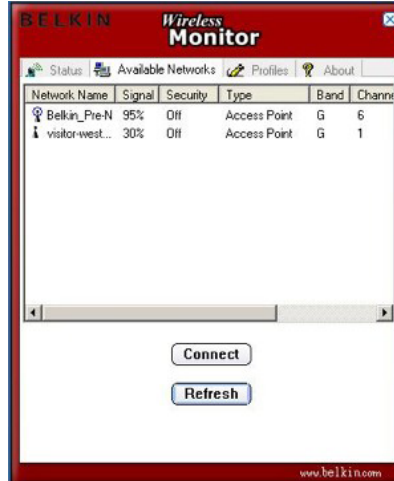 BELKIN Wireless Monitor
Status Available Networks Profiles About
Network Name Signal Security Type Band Channe
Belkin_Pre-N 95% Off Access Point G 6
visitor-west... 30% Off Access Point G 1
Connect
Refresh
www.belkin.com